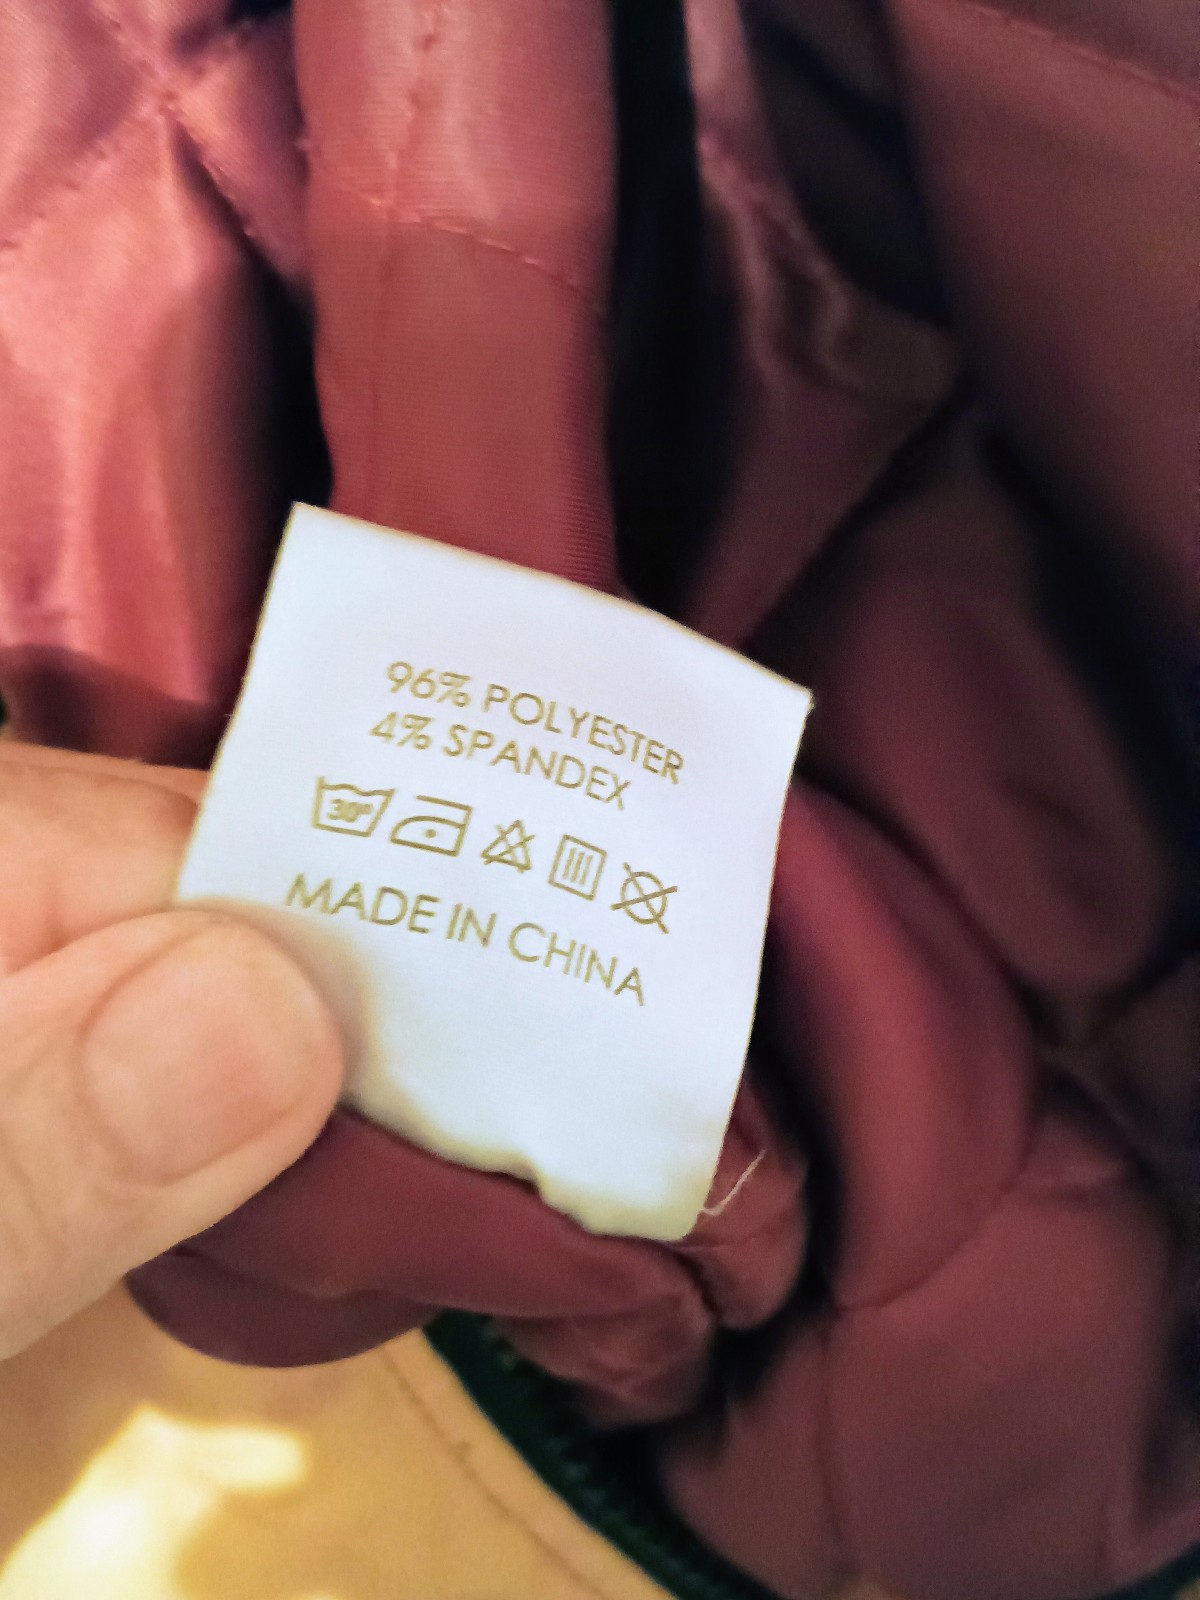 96% POLYESTER
4% SPANDEX
30°
MADE IN CHINA